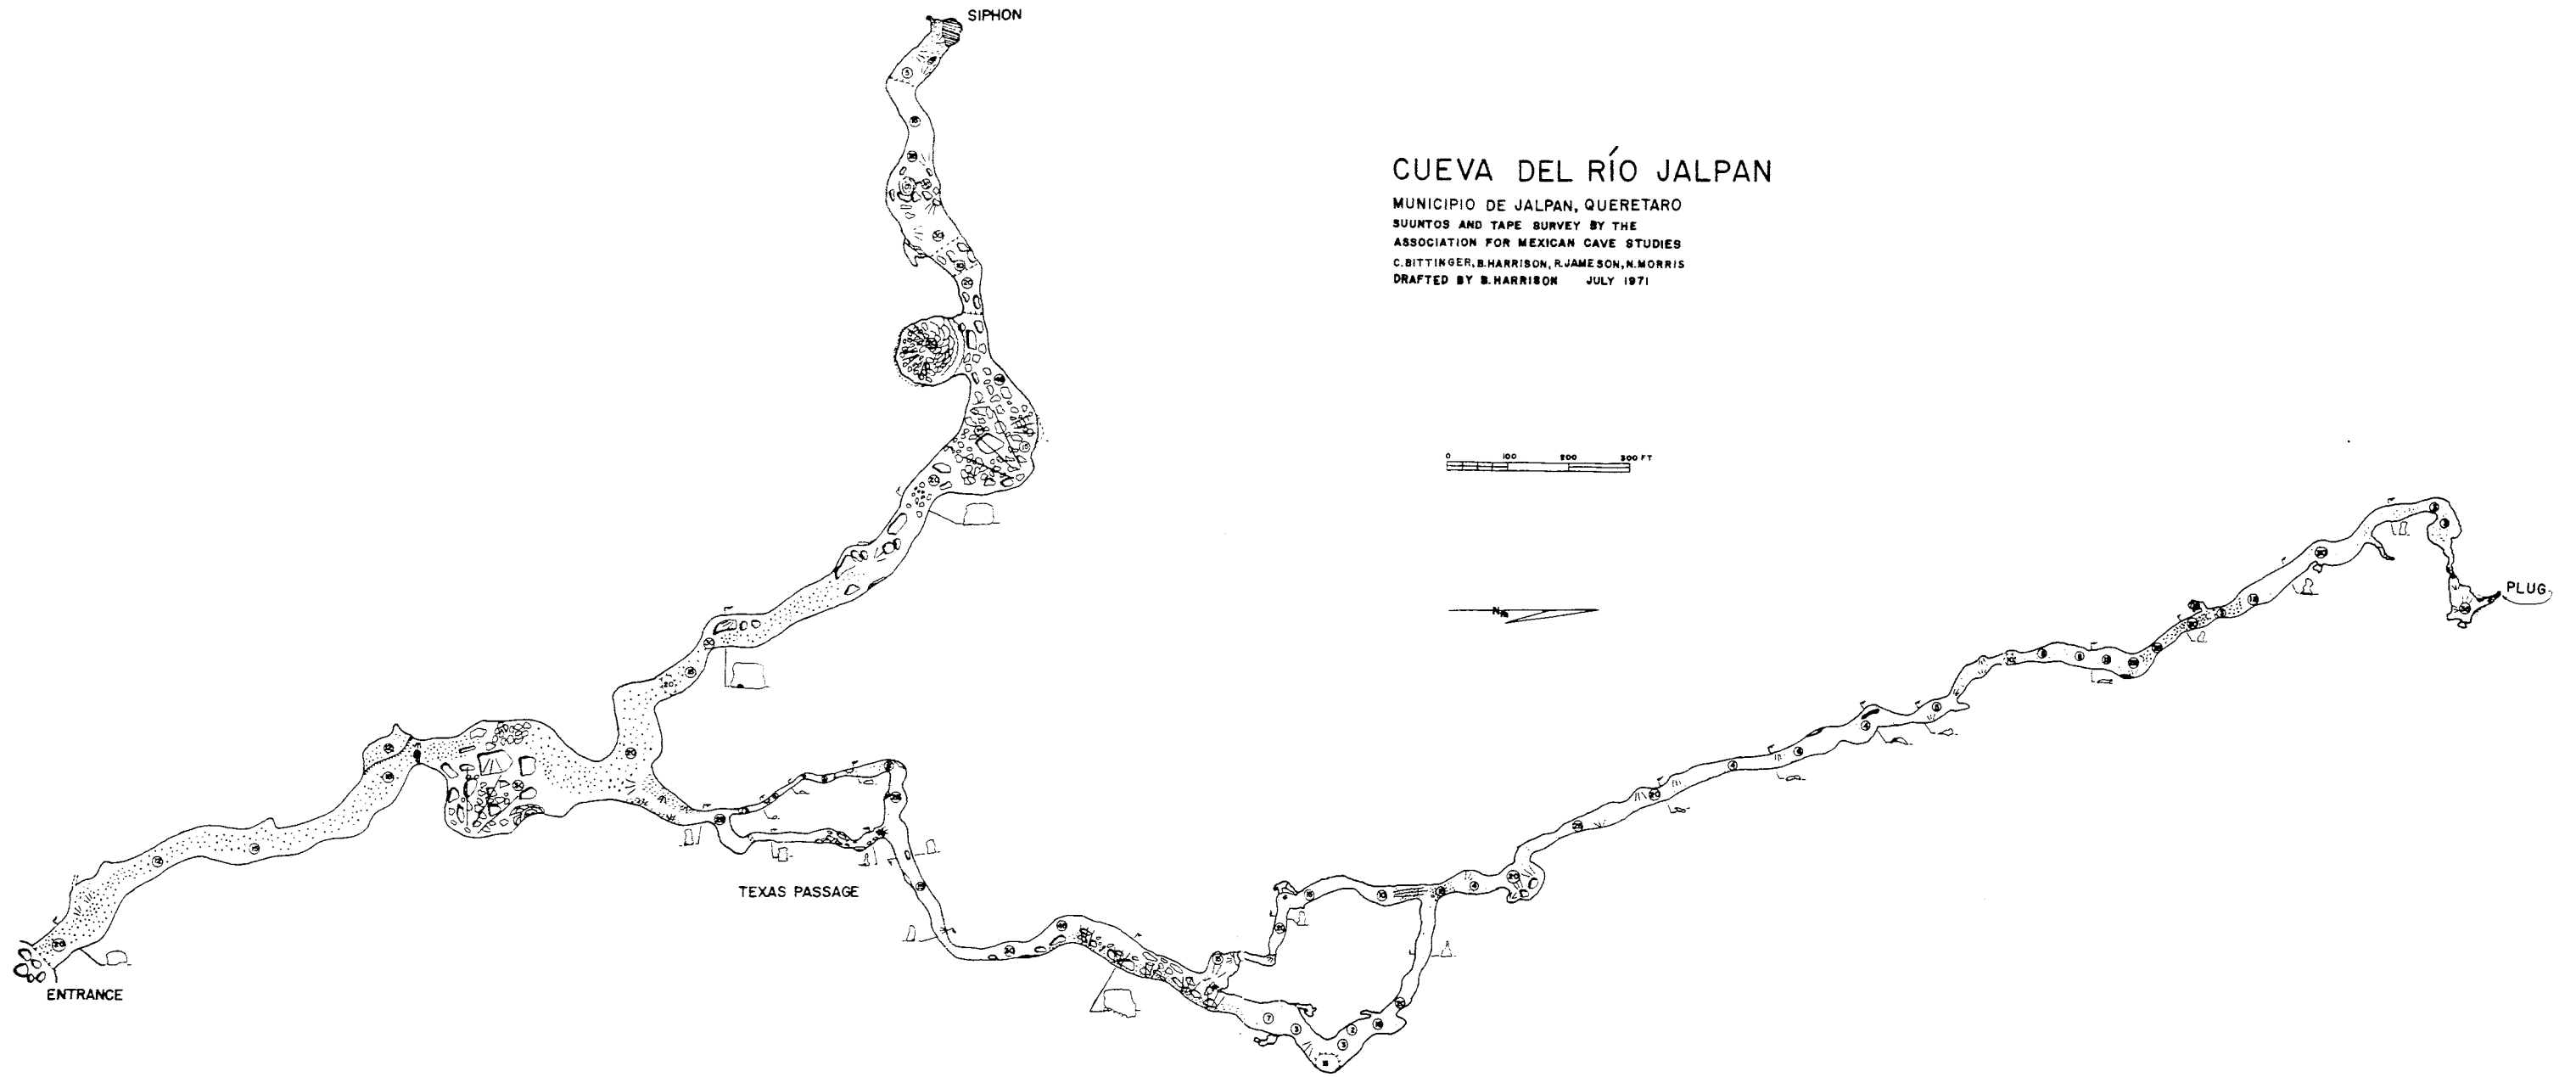 SIPHON
CUEVA DEL RÍO JALPAN
MUNICIPIO DE JALPAN, QUERETARO
SUUNTOS AND TAPE SURVEY BY THE
ASSOCIATION FOR MEXICAN CAVE STUDIES
C.BITTINGER, B.HARRISON, R.JAMESON, N.MORRIS
DRAFTED BY B.HARRISON JULY 1971
0 100 200 300 FT
N
PLUG
TEXAS PASSAGE
ENTRANCE